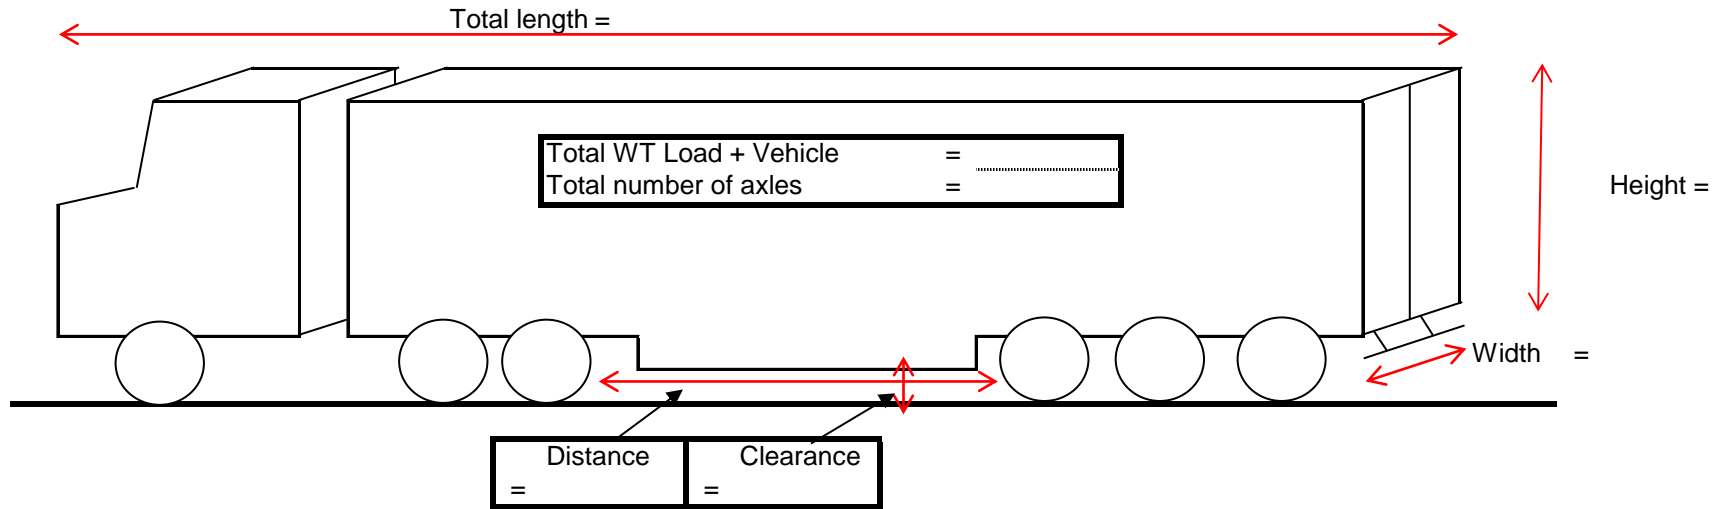 Total length =
Total WT Load + Vehicle =
Total number of axles =
Height =
Width =
Distance Clearance
= =